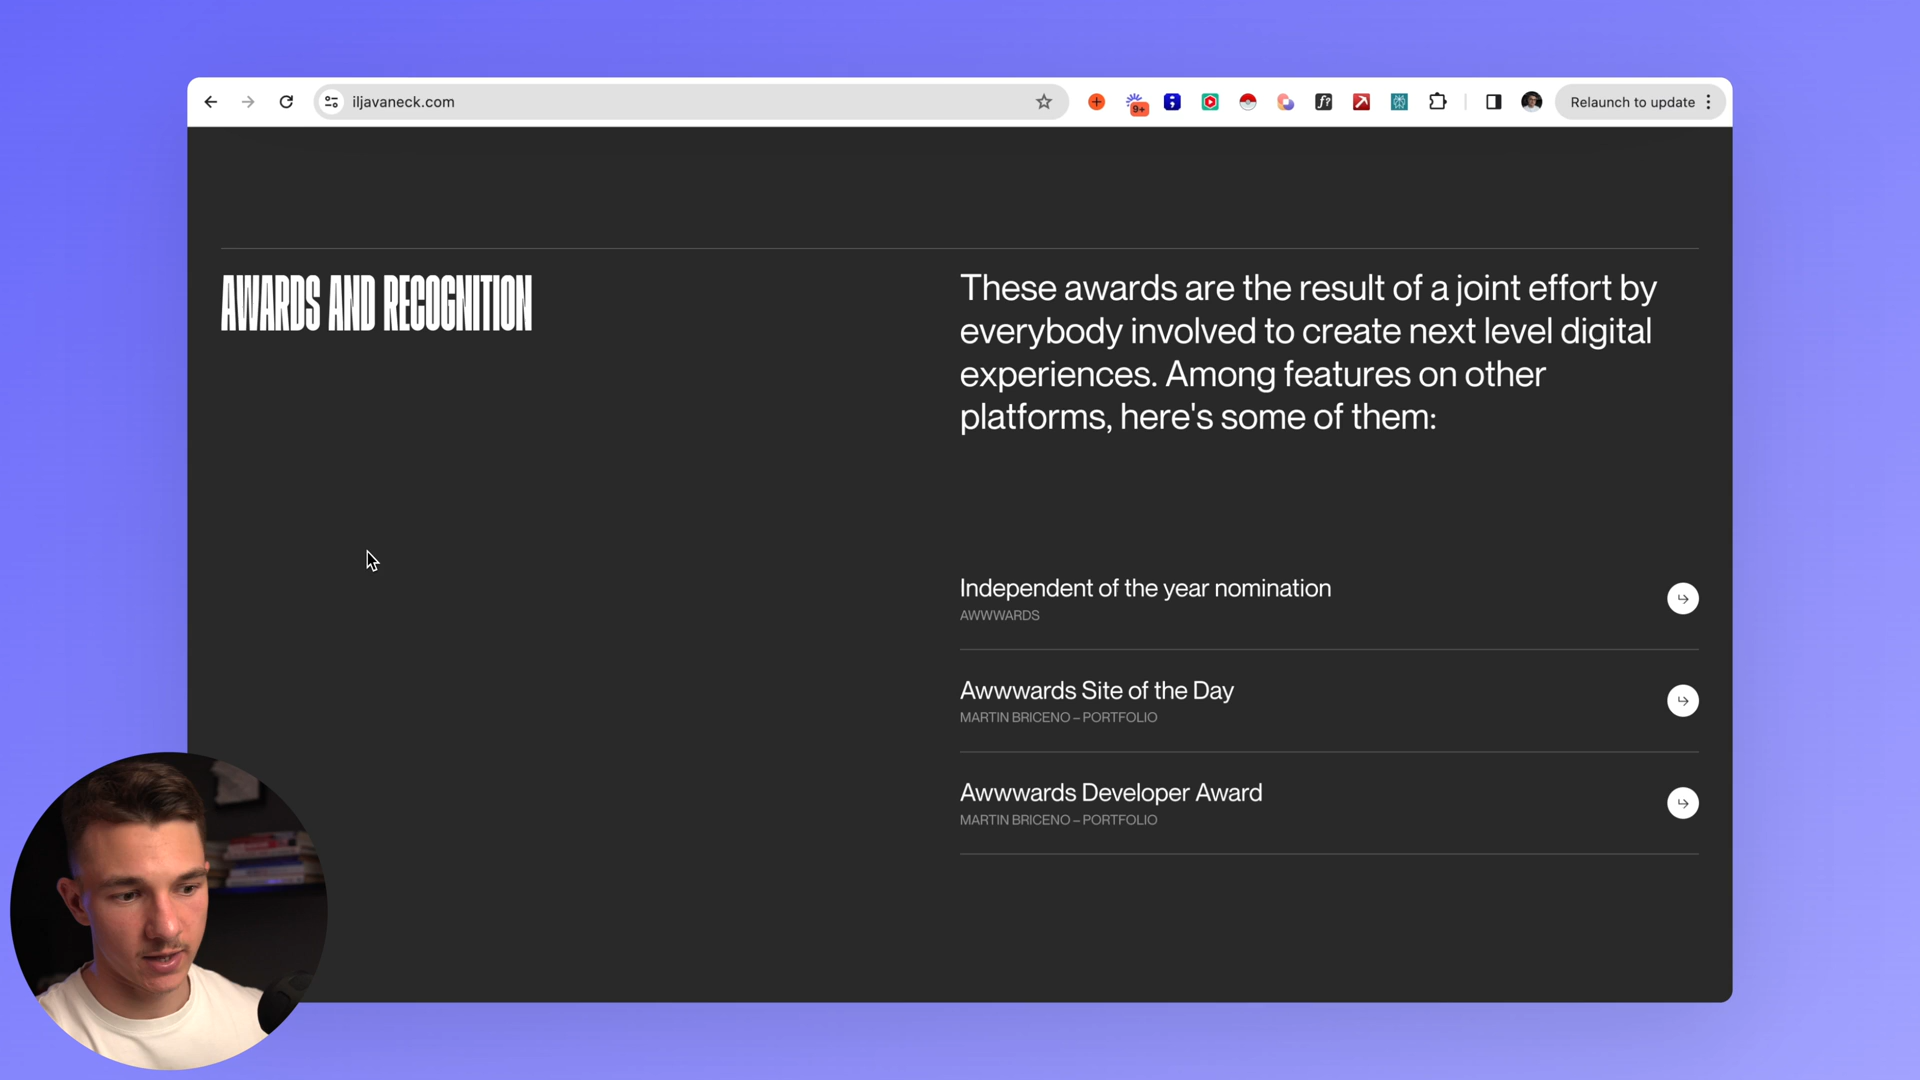 iljavaneck.com
9+
f?
Relaunch to update
AWARDS AND RECOGNITION
These awards are the result of a joint effort by
everybody involved to create next level digital
experiences. Among features on other
platforms, here's some of them:
Independent of the year nomination
AWWWARDS
Awwwards Site of the Day
MARTIN BRICENO – PORTFOLIO
Awwwards Developer Award
MARTIN BRICENO – PORTFOLIO